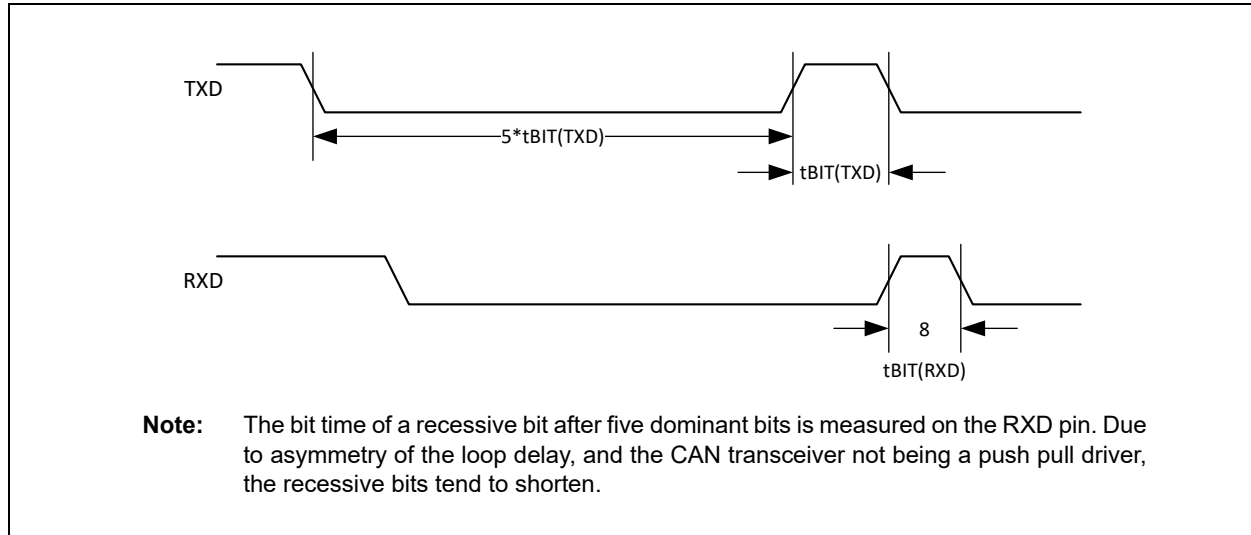 TXD
5*tBIT(TXD)
tBIT(TXD)
RXD
8
tBIT(RXD)
Note: The bit time of a recessive bit after five dominant bits is measured on the RXD pin. Due
to asymmetry of the loop delay, and the CAN transceiver not being a push pull driver,
the recessive bits tend to shorten.